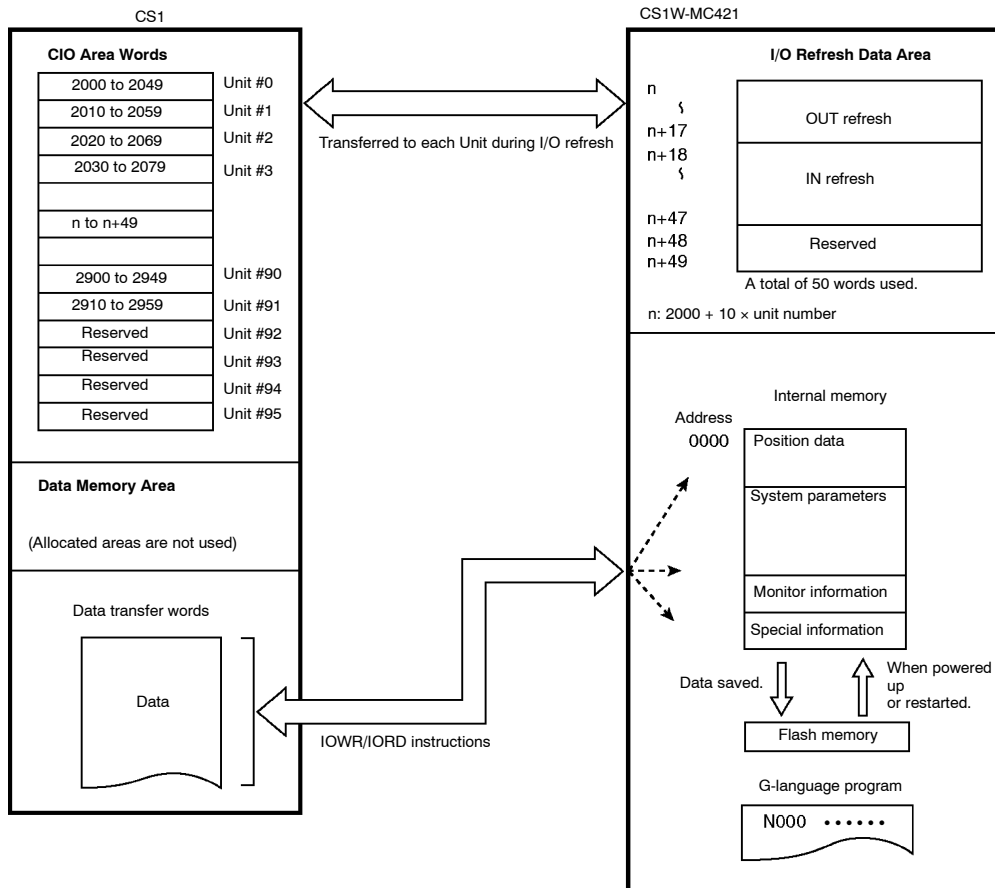 CS1
CIO Area Words
2000 to 2049 Unit #0
2010 to 2059 Unit #1
2020 to 2069 Unit #2
2030 to 2079 Unit #3
n to n+49
2900 to 2949 Unit #90
2910 to 2959 Unit #91
Reserved Unit #92
Reserved Unit #93
Reserved Unit #94
Reserved Unit #95
Data Memory Area
(Allocated areas are not used)
Data transfer words
Data
Transferred to each Unit during I/O refresh
IOWR/IORD instructions
CS1W-MC421
I/O Refresh Data Area
n
n+17
n+18
n+47
n+48
n+49
OUT refresh
IN refresh
Reserved
A total of 50 words used.
n: 2000 + 10 × unit number
Internal memory
Address
0000
Position data
System parameters
Monitor information
Special information
Data saved.
When powered
up
or restarted.
Flash memory
G-language program
N000 ······